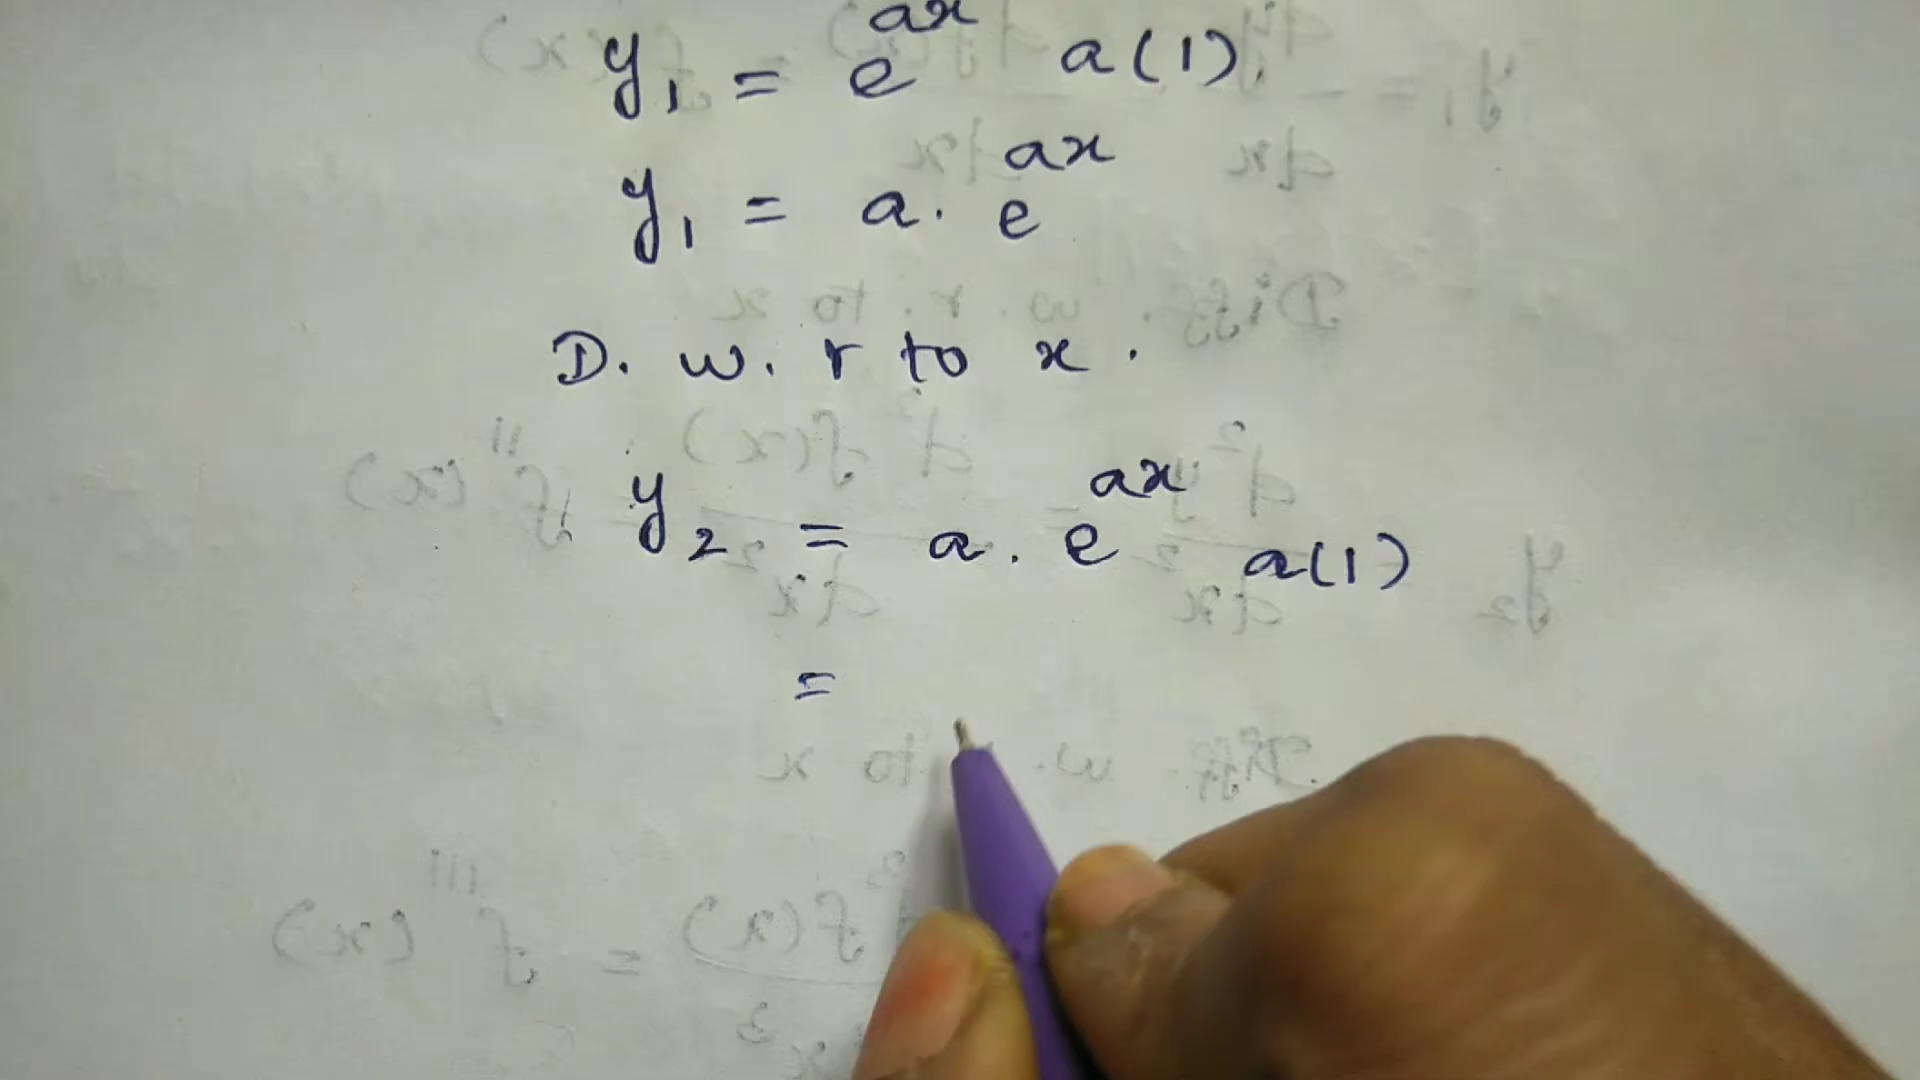 y₁ = e^ax a(1)
y₁ = a. e^ax
D. w. r to x.
y₂ = a. e^ax a(1)
=